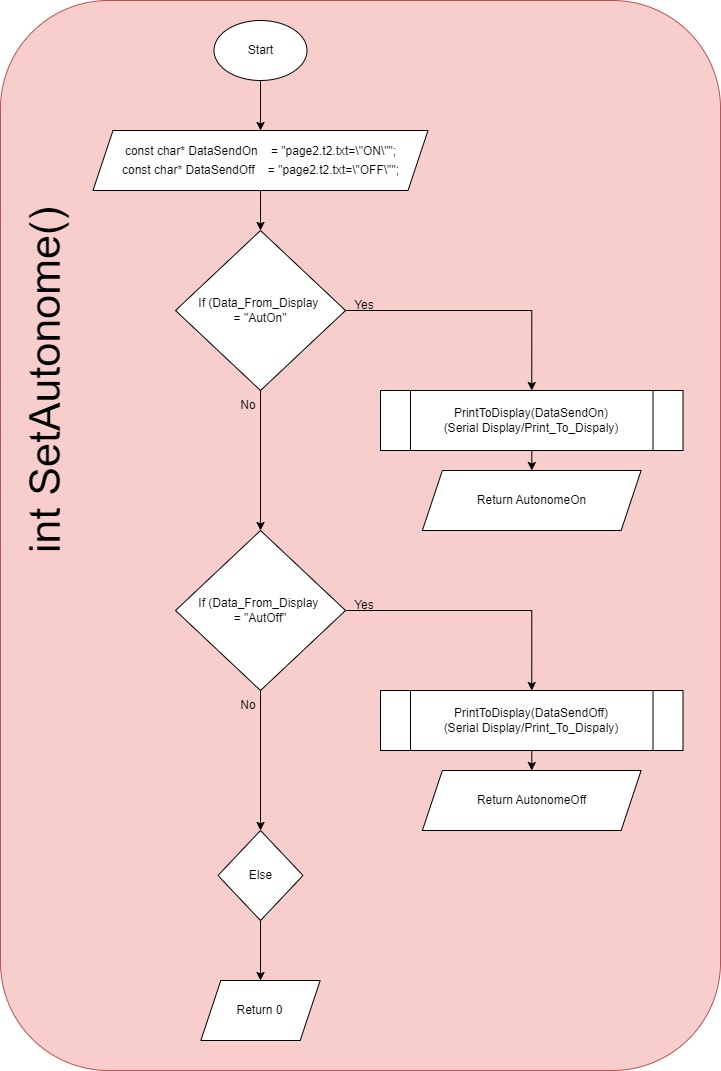 int SetAutonome()
Start
const char* DataSendOn = "page2.t2.txt=\"ON\"";
const char* DataSendOff = "page2.t2.txt=\"OFF\"";
If (Data_From_Display
= "AutOn"
Yes
No
PrintToDisplay(DataSendOn)
(Serial Display/Print_To_Dispaly)
Return AutonomeOn
If (Data_From_Display
= "AutOff"
Yes
No
PrintToDisplay(DataSendOff)
(Serial Display/Print_To_Dispaly)
Return AutonomeOff
Else
Return 0